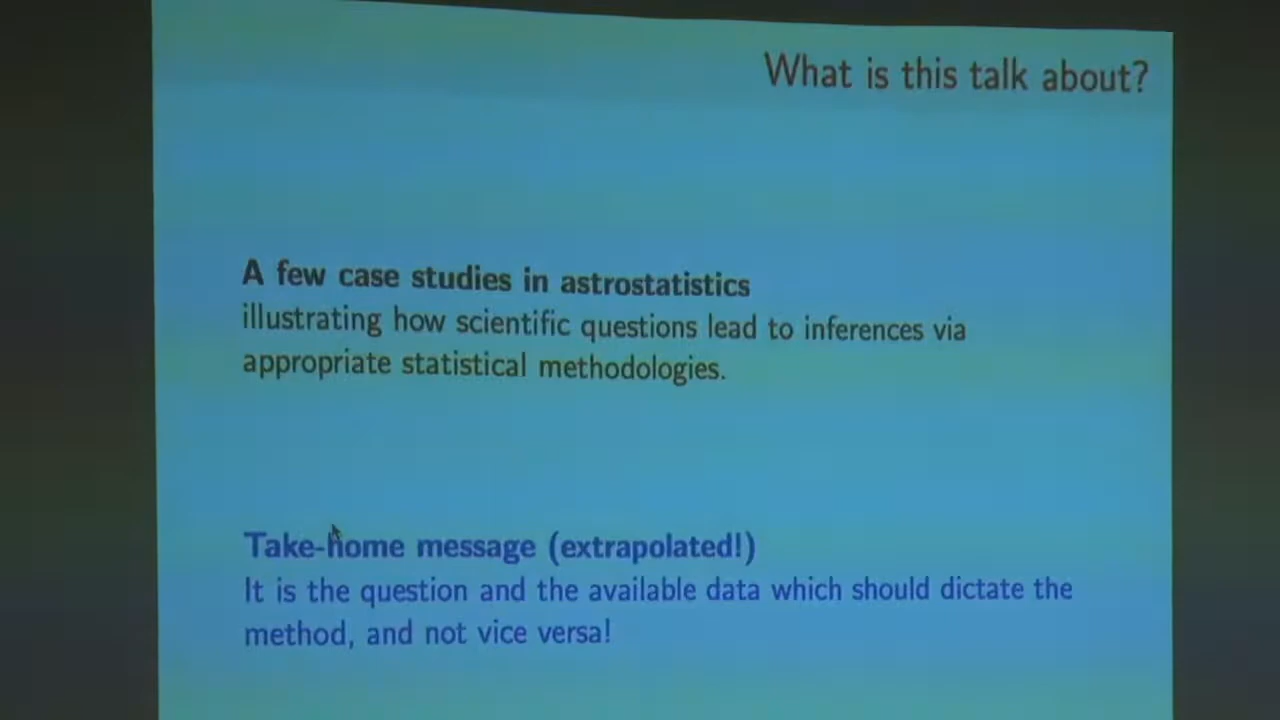 What is this talk about?
A few case studies in astrostatistics
illustrating how scientific questions lead to inferences via
appropriate statistical methodologies.
Take-home message (extrapolated!)
It is the question and the available data which should dictate the
method, and not vice versa!